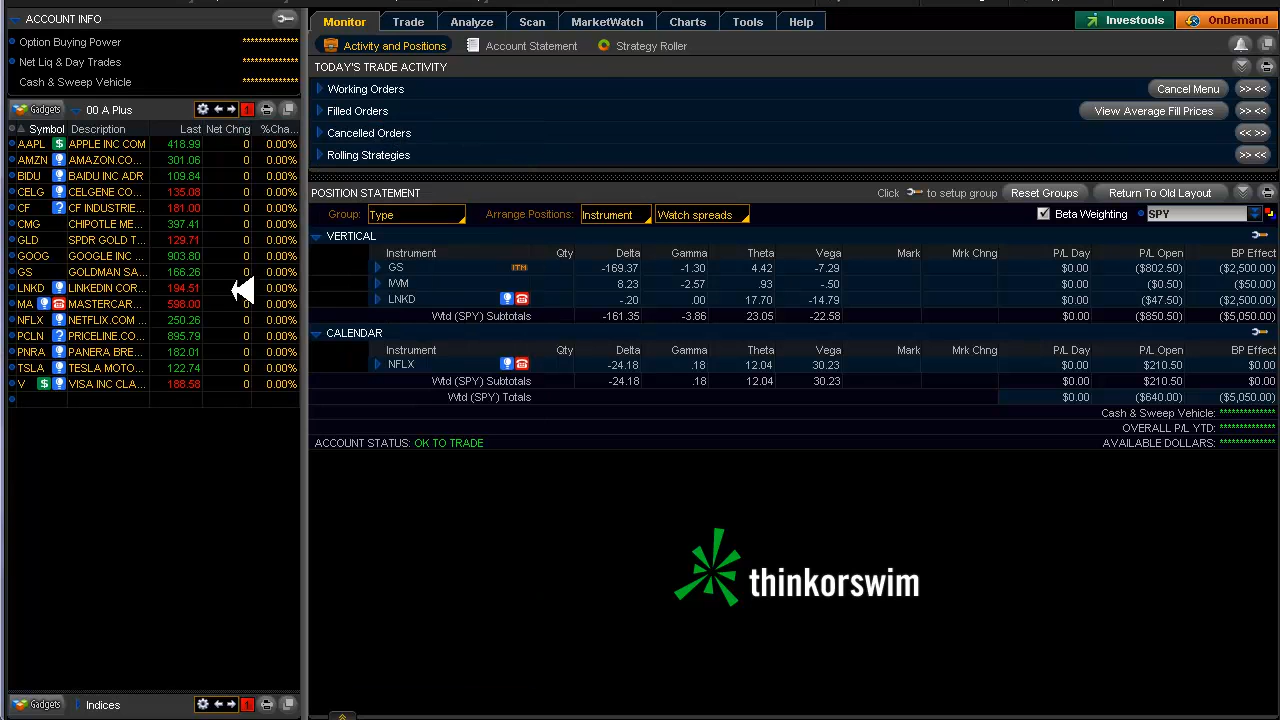 ACCOUNT INFO
Option Buying Power **************
Net Liq & Day Trades **************
Cash & Sweep Vehicle **************
Gadgets 00 A Plus 1
Symbol Description Last Net Chng %Cha...
AAPL $ APPLE INC COM 418.99 0 0.00%
AMZN AMAZON.CO... 301.06 0 0.00%
BIDU BAIDU INC ADR 109.84 0 0.00%
CELG CELGENE CO... 135.08 0 0.00%
CF ? CF INDUSTRIE... 181.00 0 0.00%
CMG CHIPOTLE ME... 397.41 0 0.00%
GLD SPDR GOLD T... 129.71 0 0.00%
GOOG GOOGLE INC ... 903.80 0 0.00%
GS GOLDMAN SA... 166.26 0 0.00%
LNKD LINKEDIN COR... 194.51 0.00%
MA MASTERCAR... 598.00 0 0.00%
NFLX NETFLIX.COM ... 250.26 0 0.00%
PCLN ? PRICELINE.CO... 895.79 0 0.00%
PNRA ? PANERA BRE... 182.01 0 0.00%
TSLA TESLA MOTO... 122.74 0 0.00%
V $ VISA INC CLA... 188.58 0 0.00%
Gadgets Indices 1
Monitor Trade Analyze Scan MarketWatch Charts Tools Help Investools OnDemand
Activity and Positions Account Statement Strategy Roller
TODAY'S TRADE ACTIVITY
Working Orders Cancel Menu >> <<
Filled Orders View Average Fill Prices >> <<
Cancelled Orders << >>
Rolling Strategies >> <<
POSITION STATEMENT Click to setup group Reset Groups Return To Old Layout
Group: Type Arrange Positions: Instrument Watch spreads Beta Weighting SPY
VERTICAL
Instrument Qty Delta Gamma Theta Vega Mark Mrk Chng P/L Day P/L Open BP Effect
GS ITM -169.37 -1.30 4.42 -7.29 $0.00 ($802.50) ($2,500.00)
IWM 8.23 -2.57 .93 -.50 $0.00 ($0.50) ($50.00)
LNKD -.20 .00 17.70 -14.79 $0.00 ($47.50) ($2,500.00)
Wtd (SPY) Subtotals -161.35 -3.86 23.05 -22.58 $0.00 ($850.50) ($5,050.00)
CALENDAR
Instrument Qty Delta Gamma Theta Vega Mark Mrk Chng P/L Day P/L Open BP Effect
NFLX -24.18 .18 12.04 30.23 $0.00 $210.50 $0.00
Wtd (SPY) Subtotals -24.18 .18 12.04 30.23 $0.00 $210.50 $0.00
Wtd (SPY) Totals $0.00 ($640.00) ($5,050.00)
Cash & Sweep Vehicle: **************
OVERALL P/L YTD: **************
ACCOUNT STATUS: OK TO TRADE AVAILABLE DOLLARS: **************
thinkorswim